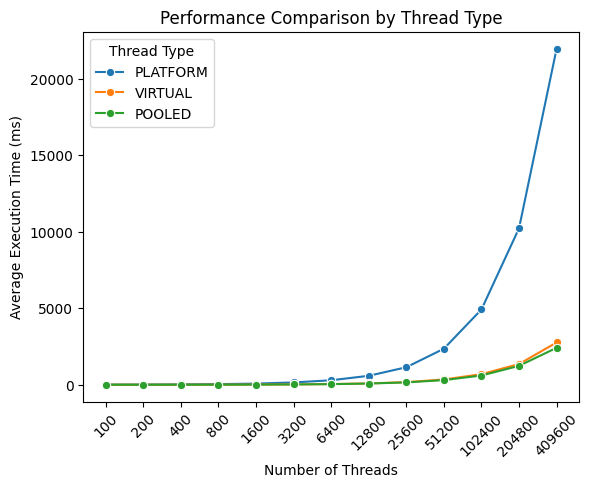 Performance Comparison by Thread Type
Thread Type
PLATFORM
VIRTUAL
POOLED
Average Execution Time (ms)
20000
15000
10000
5000
0
100
200
400
800
1600
3200
6400
12800
25600
51200
102400
204800
409600
Number of Threads